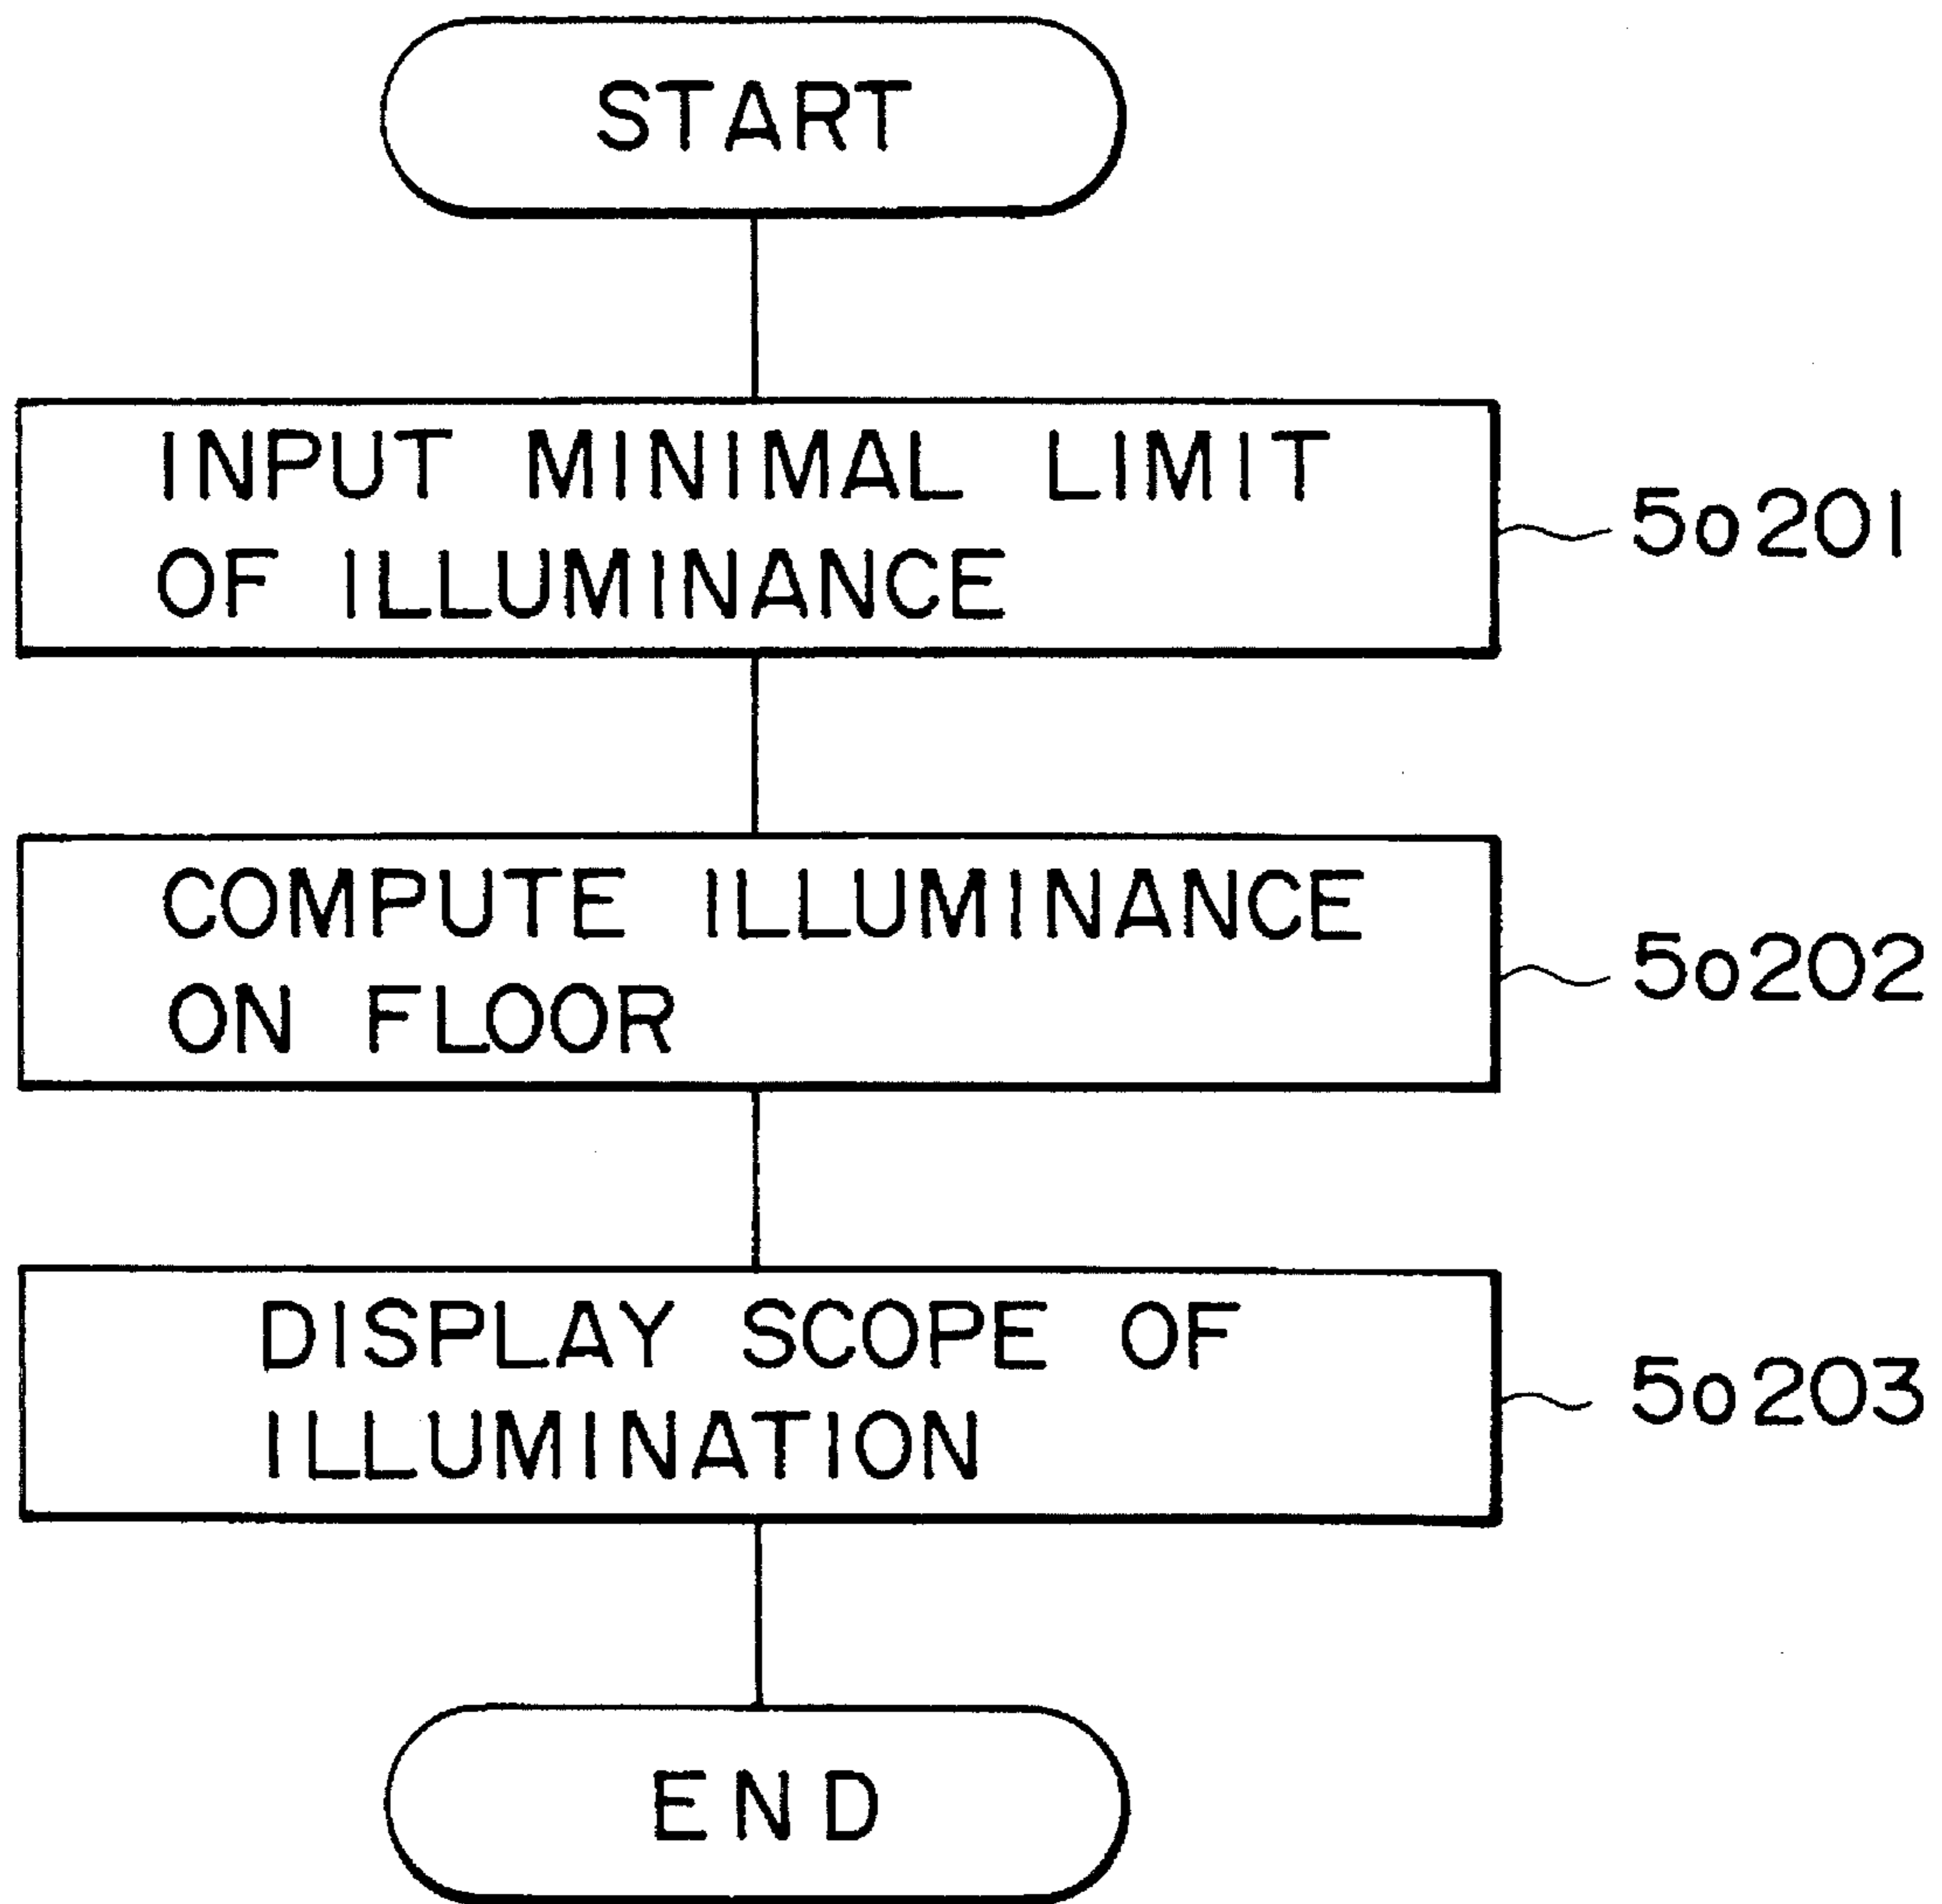 START
INPUT MINIMAL LIMIT
OF ILLUMINANCE
5o201
COMPUTE ILLUMINANCE
ON FLOOR
5o202
DISPLAY SCOPE OF
ILLUMINATION
5o203
END